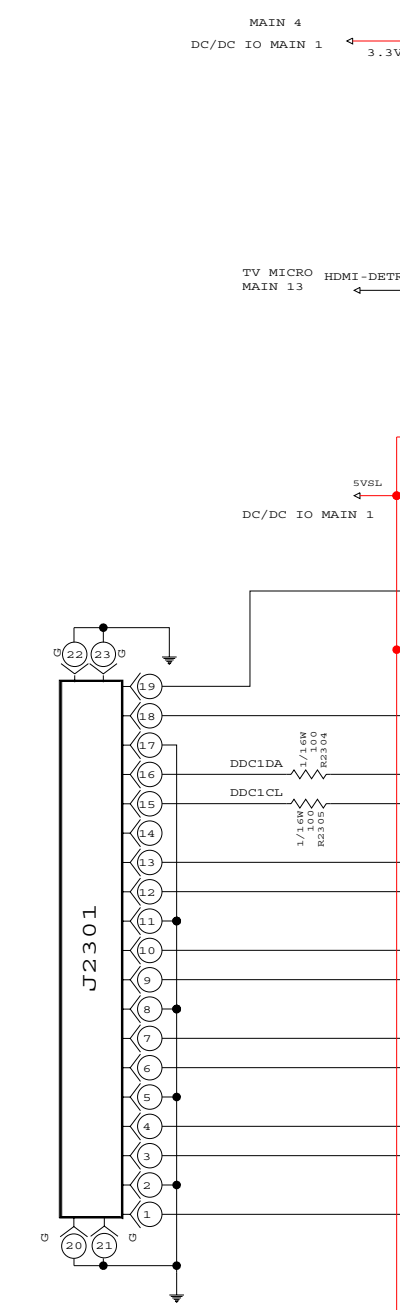 MAIN 4
DC/DC IO MAIN 1
3.3V
TV MICRO
MAIN 13
HDMI-DETR
5VSL
DC/DC IO MAIN 1
G 22 23 G
19
18
17
1/16W
100
R2304
DDC1DA
16
DDC1CL
15
1/16W
100
R2305
14
13
12
11
10
9
8
7
6
5
4
3
2
1
J2301
G 20 21 G